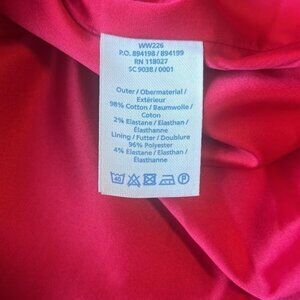 WW226
P.O. 894198 / 894199
RN 118027
SC 9038 / 0001
Outer / Obermaterial /
Extérieur
98% Cotton / Baumwolle /
Coton
2% Elastane / Elasthan /
Élasthanne
Lining / Futter / Doublure
96% Polyester
4% Elastane / Elasthan /
Élasthanne
40
P